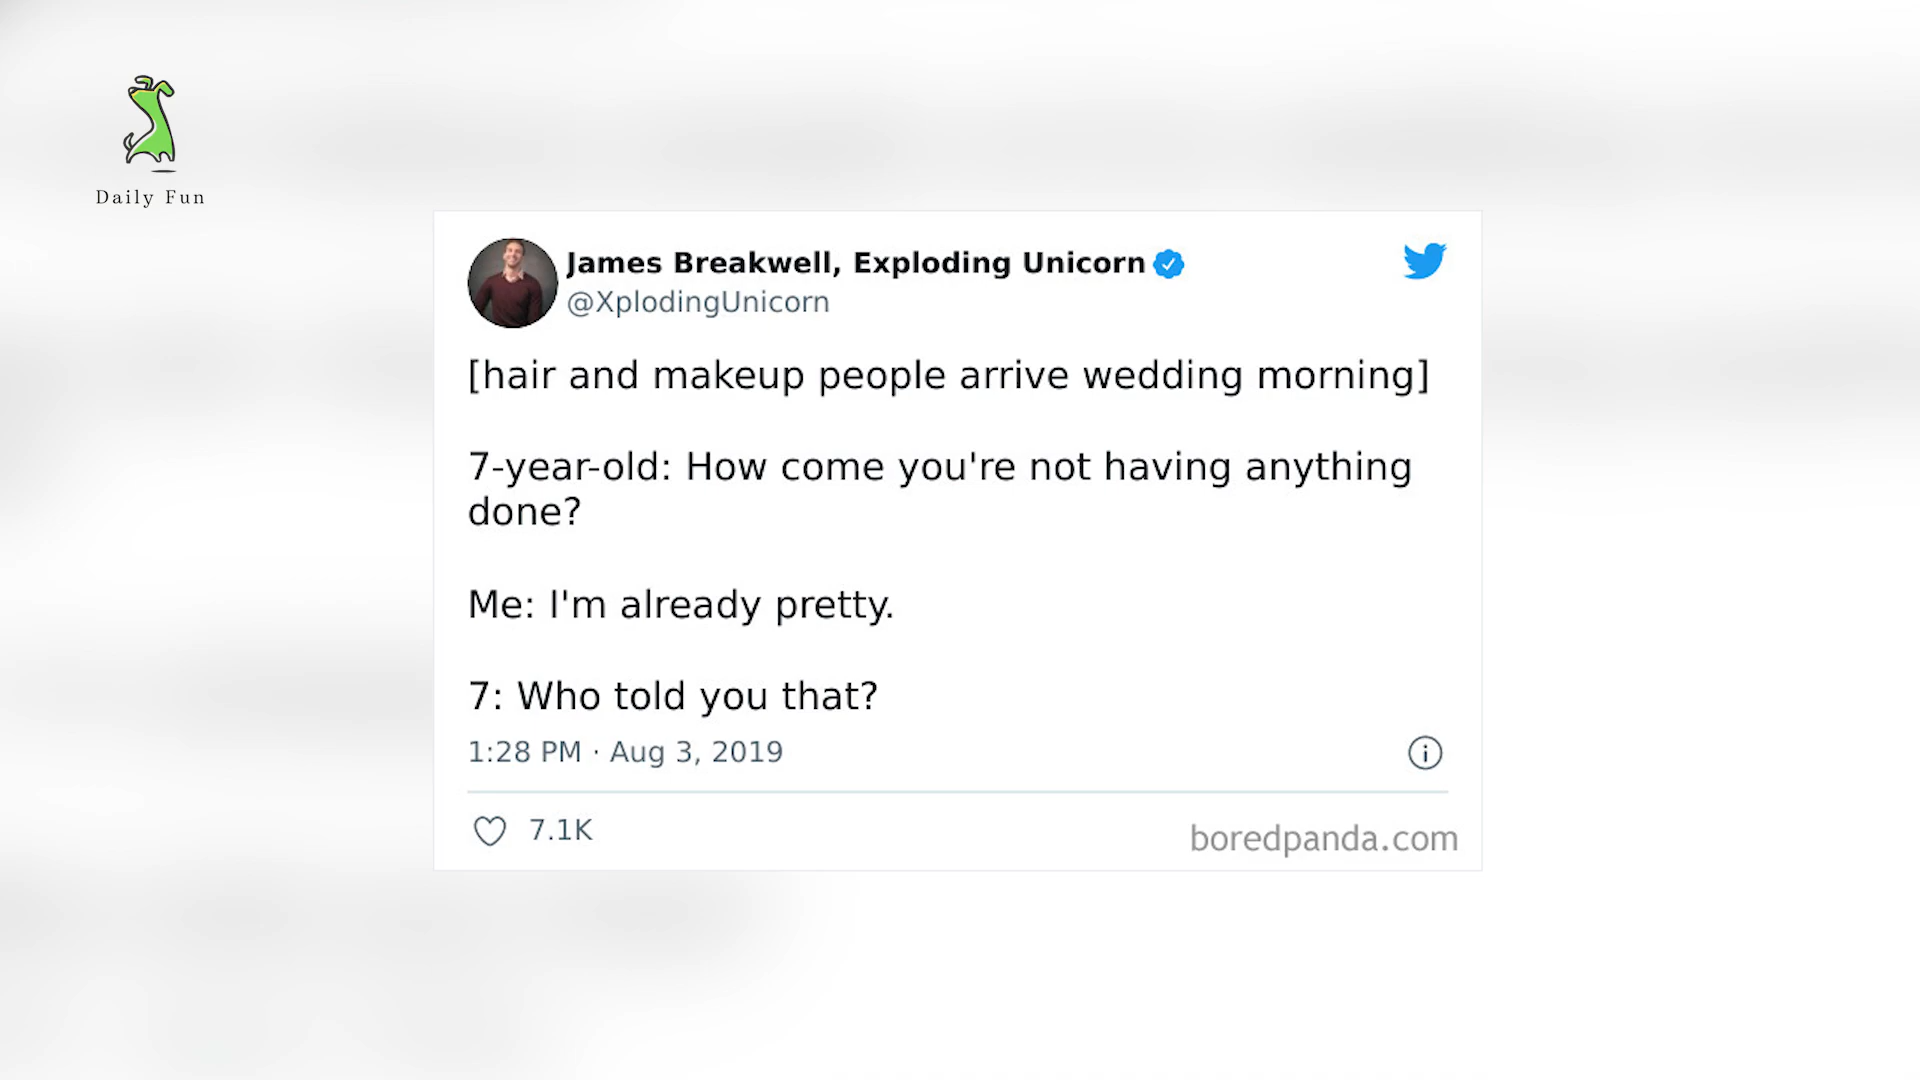 Daily Fun
James Breakwell, Exploding Unicorn
@XplodingUnicorn
[hair and makeup people arrive wedding morning]
7-year-old: How come you're not having anything
done?
Me: I'm already pretty.
7: Who told you that?
1:28 PM · Aug 3, 2019
7.1K
boredpanda.com